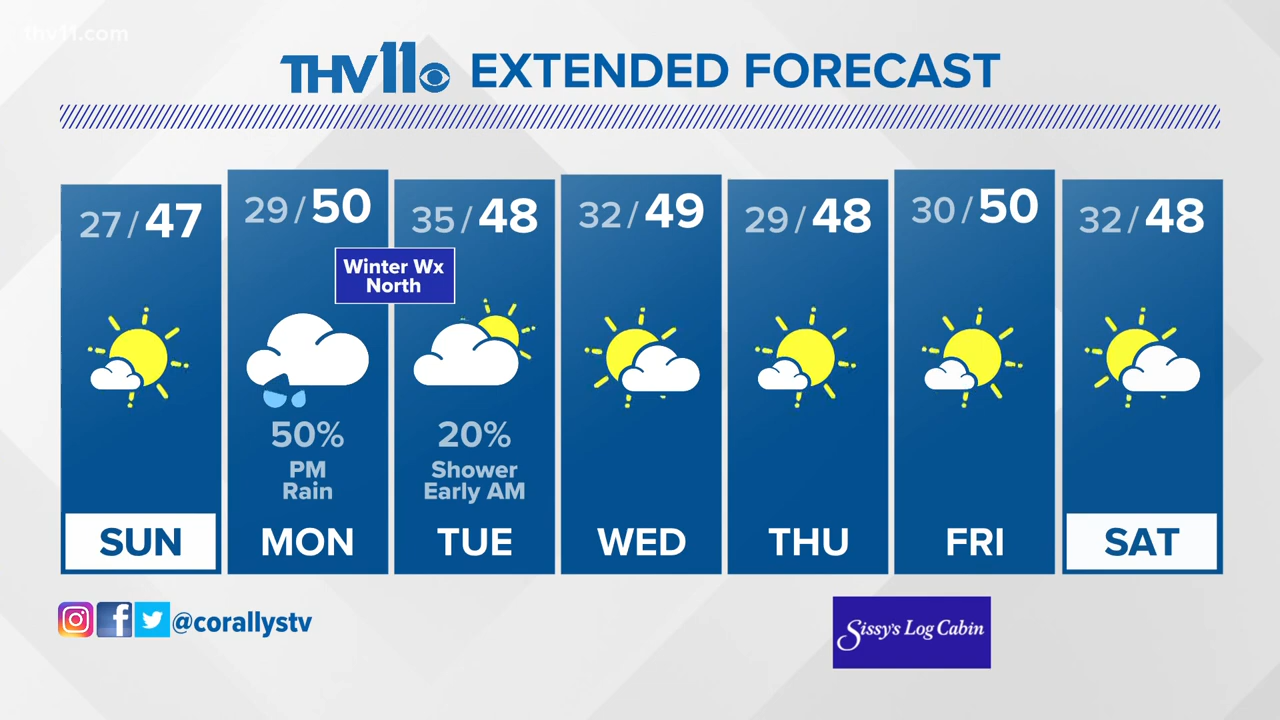 thv11.com
THV11 EXTENDED FORECAST
27/47
29/50
35/48
32/49
29/48
30/50
32/48
Winter Wx
North
50%
PM
Rain
20%
Shower
Early AM
SUN
MON
TUE
WED
THU
FRI
SAT
@corallystv
Sissy's Log Cabin